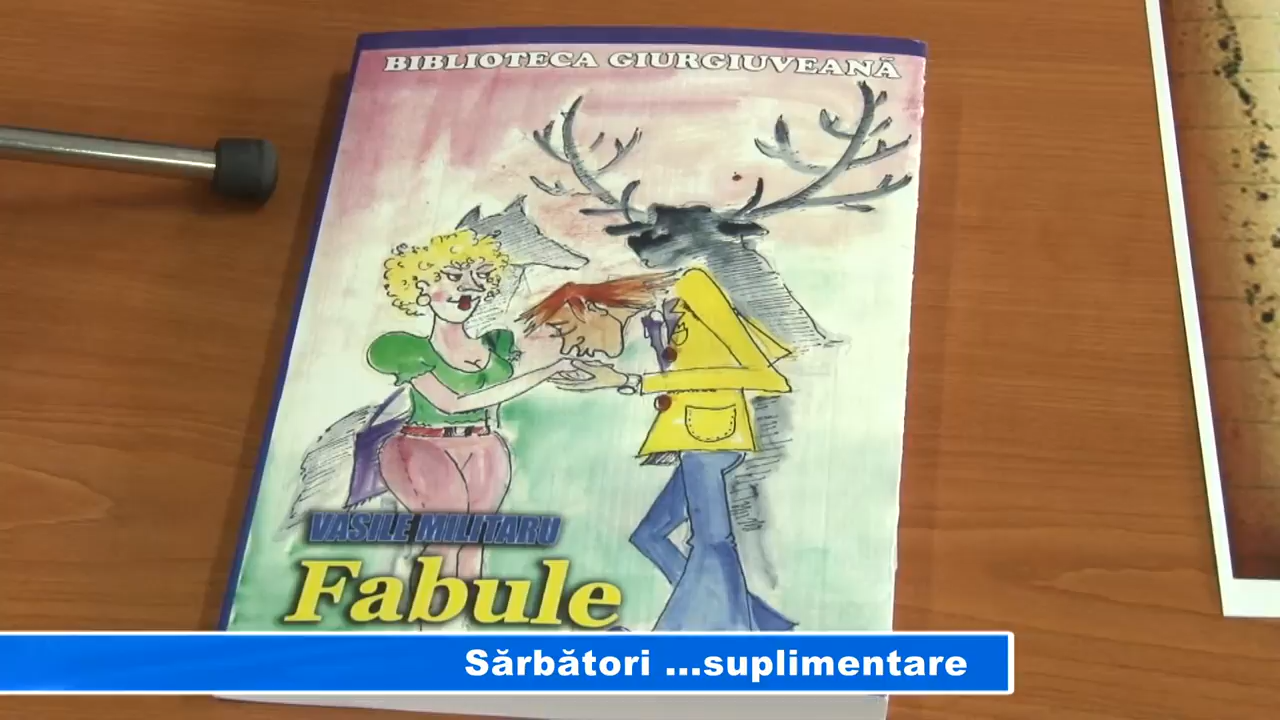 BIBLIOTECA GIURGIUVEANĂ
VASILE MILITARU
Fabule
Sărbători ...suplimentare